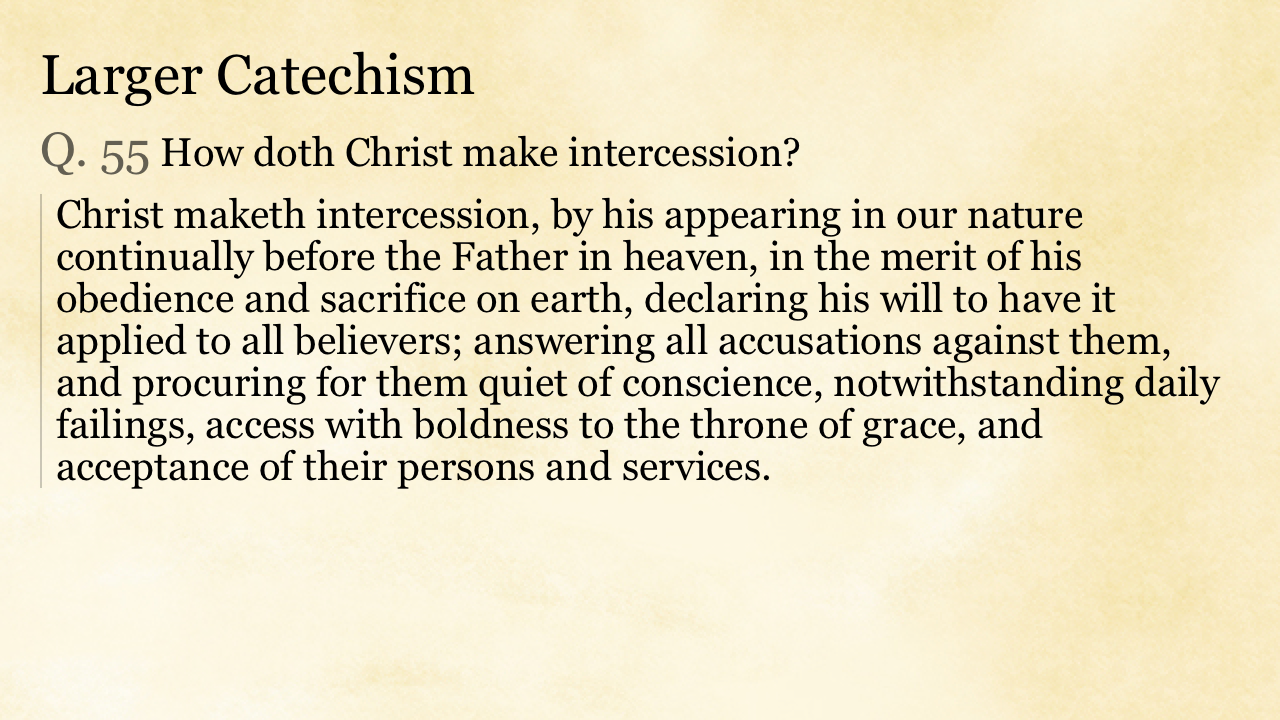 Larger Catechism
Q. 55 How doth Christ make intercession?
Christ maketh intercession, by his appearing in our nature
continually before the Father in heaven, in the merit of his
obedience and sacrifice on earth, declaring his will to have it
applied to all believers; answering all accusations against them,
and procuring for them quiet of conscience, notwithstanding daily
failings, access with boldness to the throne of grace, and
acceptance of their persons and services.